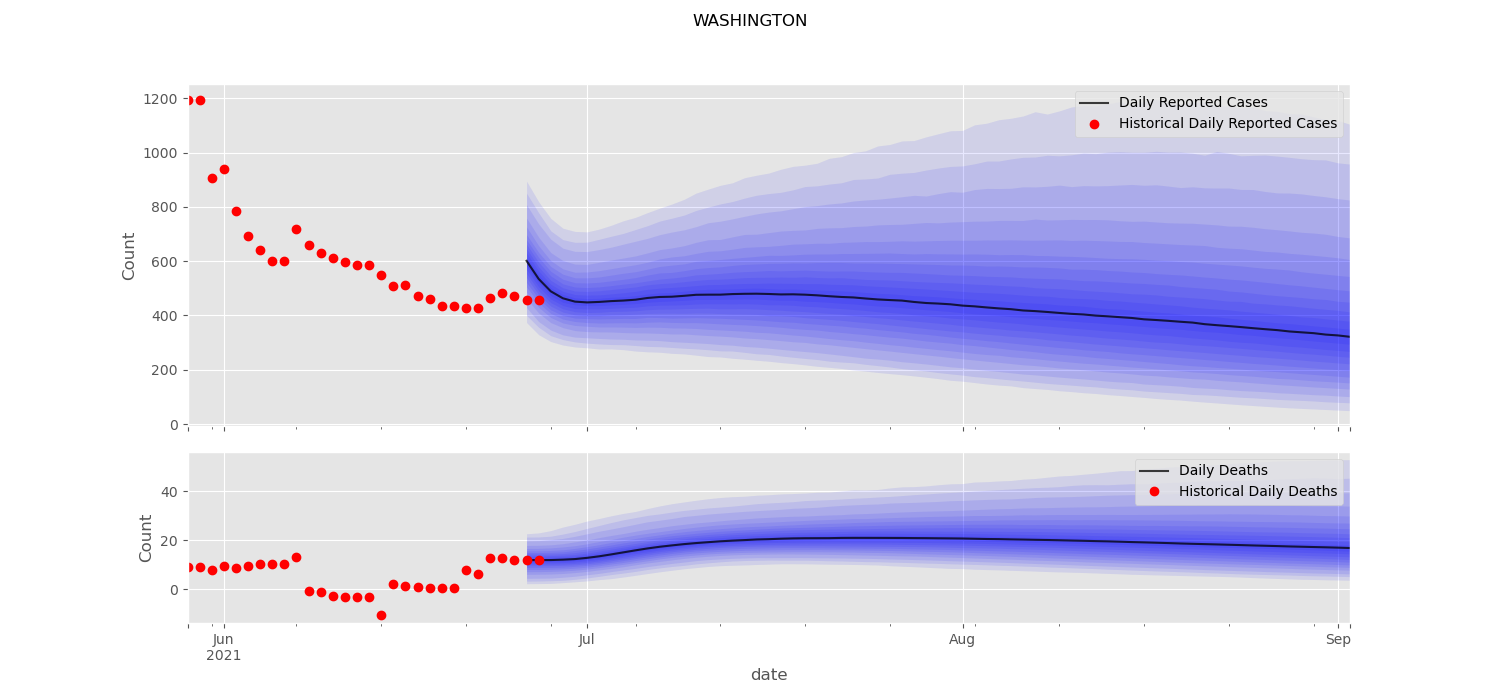 WASHINGTON
Count
1200
1000
800
600
400
200
0
Daily Reported Cases
Historical Daily Reported Cases
Count
40
20
0
Daily Deaths
Historical Daily Deaths
Jun
2021
Jul
Aug
Sep
date